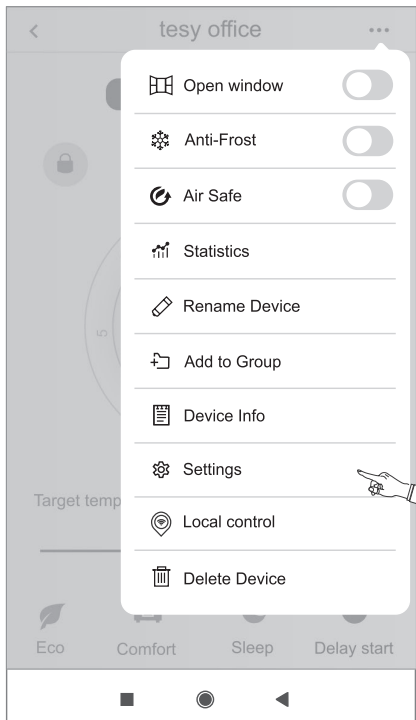 tesy office
Open window
Anti-Frost
Air Safe
Statistics
Rename Device
Add to Group
Device Info
Settings
Local control
Delete Device
5
Target temp
Eco
Comfort
Sleep
Delay start